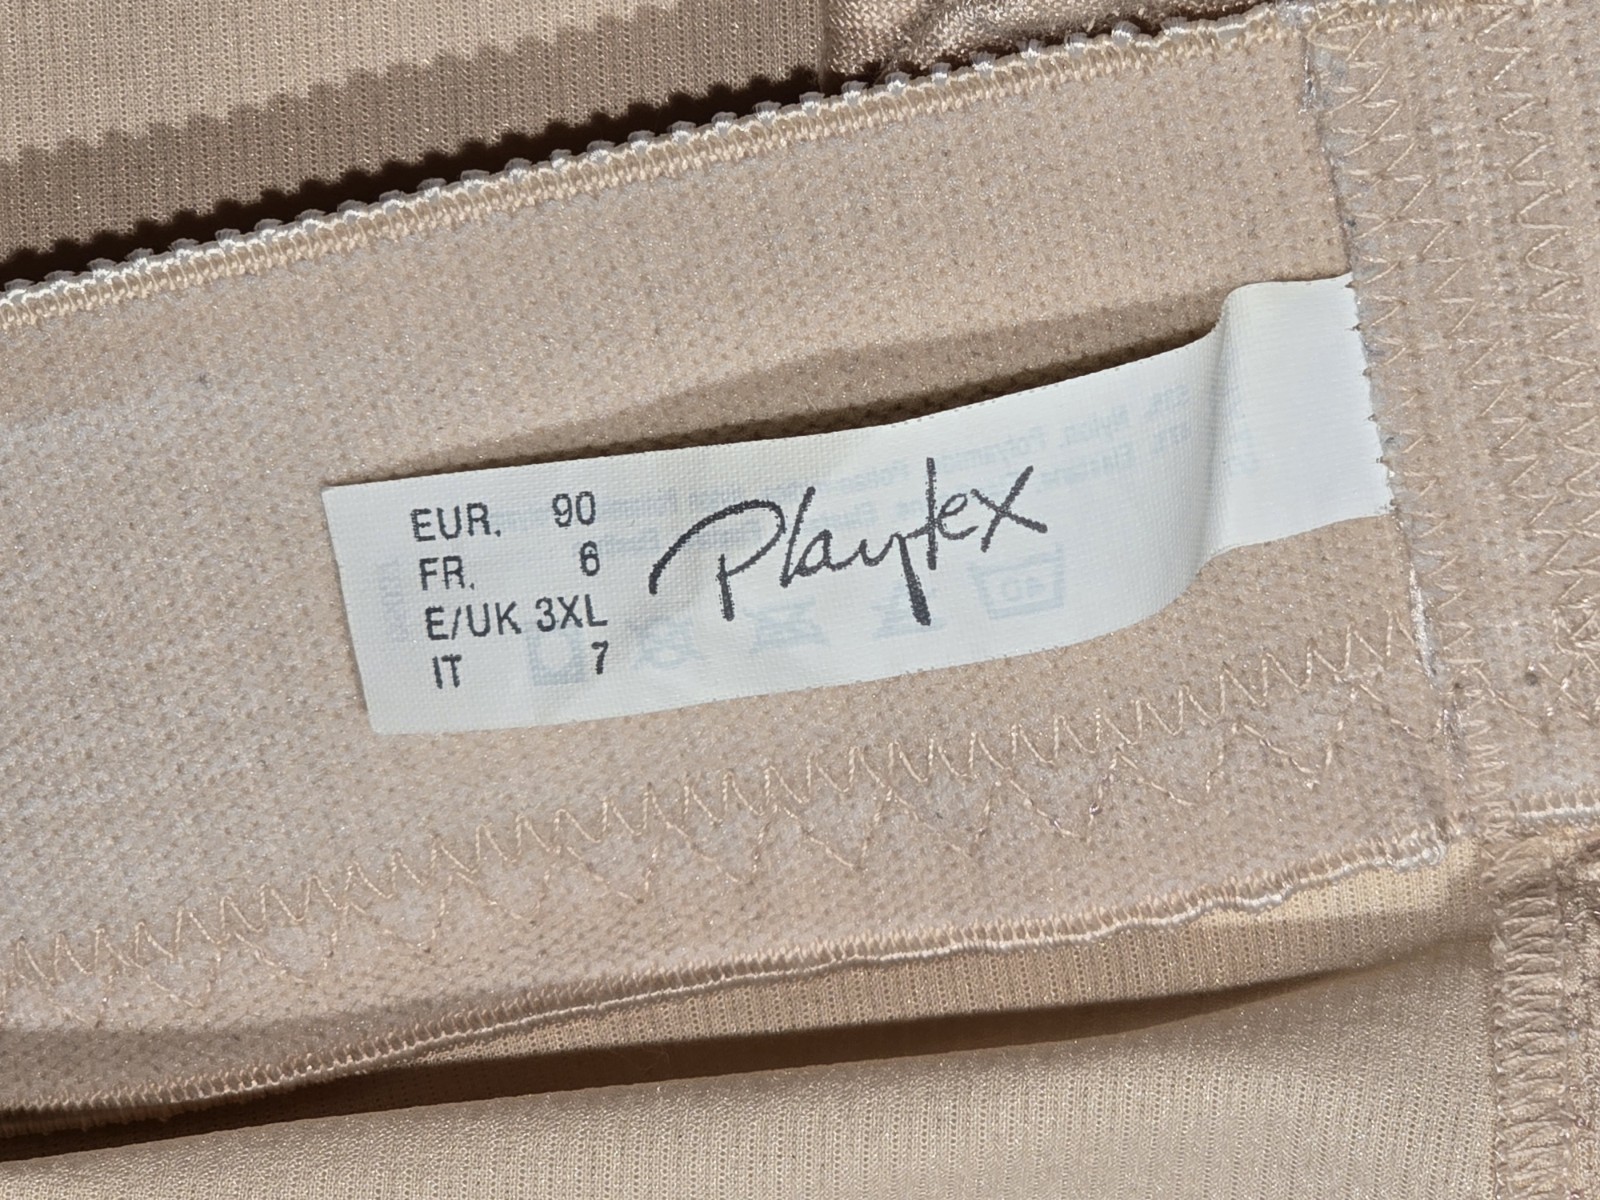 EUR. 90
FR. 6
E/UK 3XL
IT 7
Playtex